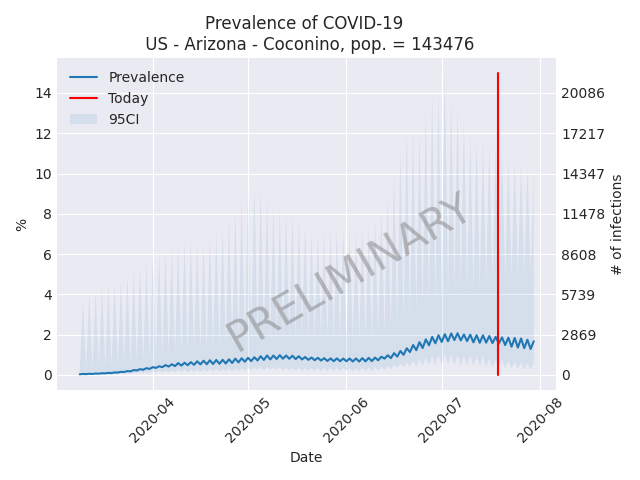 Prevalence of COVID-19
US - Arizona - Coconino, pop. = 143476
Prevalence
Today
95CI
PRELIMINARY
%
14
12
10
8
6
4
2
0
20086
17217
14347
11478
8608
5739
2869
0
# of infections
2020-04
2020-05
2020-06
2020-07
2020-08
Date